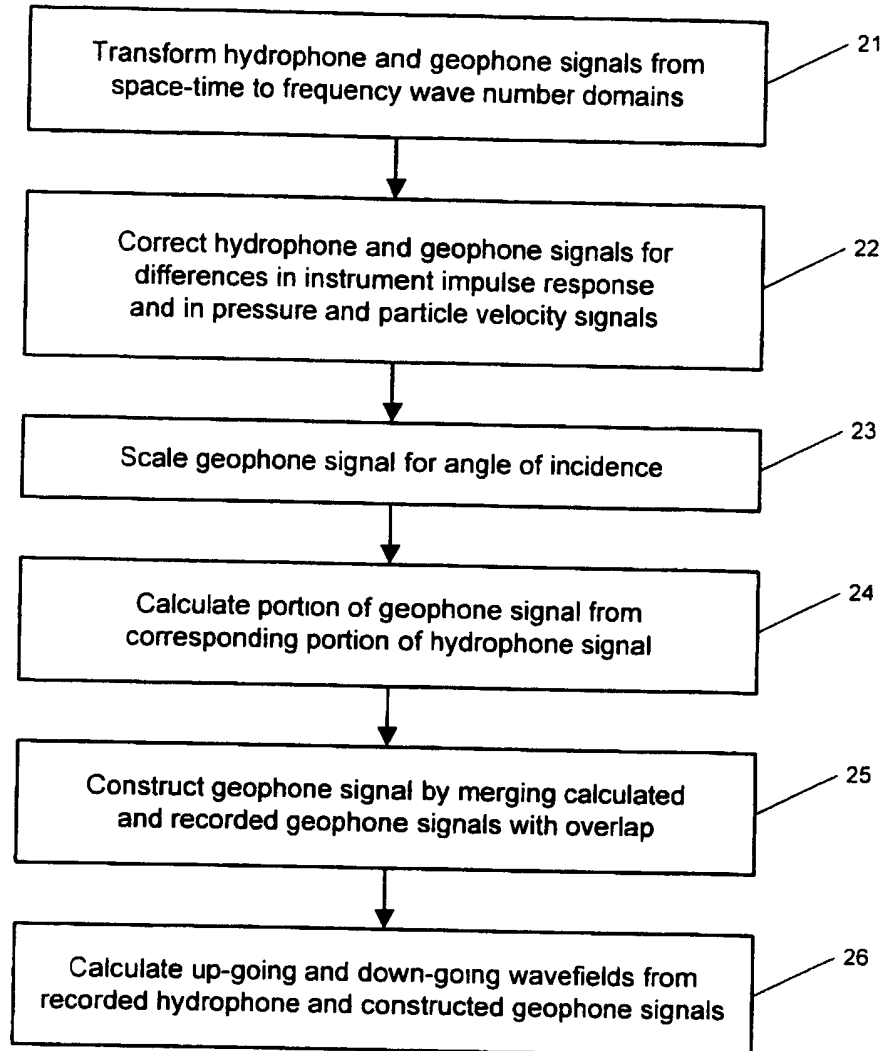 Transform hydrophone and geophone signals from
space-time to frequency wave number domains
21
Correct hydrophone and geophone signals for
differences in instrument impulse response
and in pressure and particle velocity signals
22
Scale geophone signal for angle of incidence
23
Calculate portion of geophone signal from
corresponding portion of hydrophone signal
24
Construct geophone signal by merging calculated
and recorded geophone signals with overlap
25
Calculate up-going and down-going wavefields from
recorded hydrophone and constructed geophone signals
26